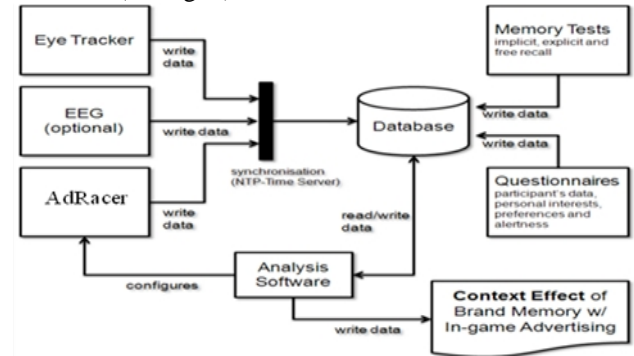 Eye Tracker
write
data
EEG
(optional)
write data
AdRacer
write
data
synchronisation
(NTP-Time Server)
Database
Memory Tests
implicit, explicit and
free recall
write data
write data
Questionnaires
participant's data,
personal interests,
preferences and
alertness
read/write
data
configures
Analysis
Software
write data
Context Effect of
Brand Memory w/
In-game Advertising